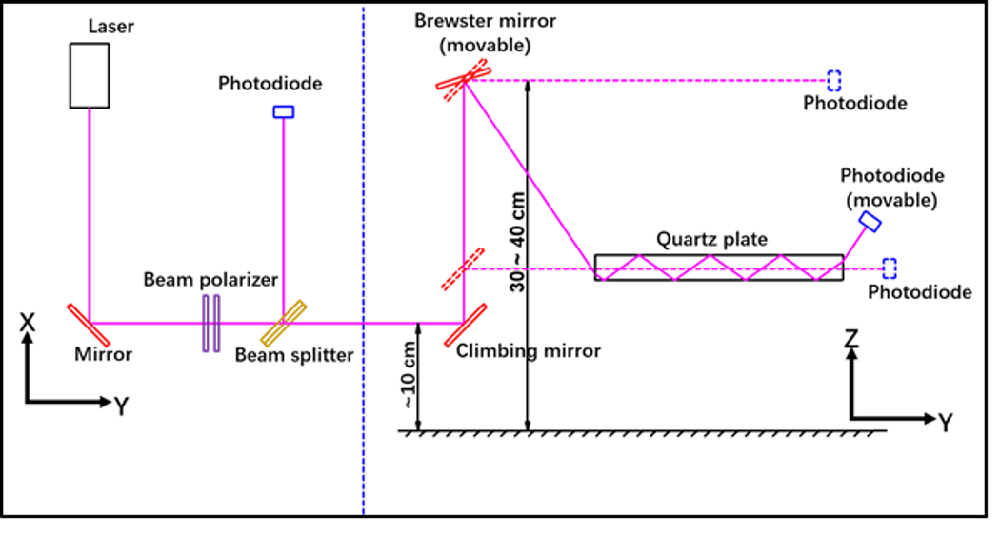 Laser
Photodiode
Beam polarizer
Mirror
Beam splitter
X
Y
Brewster mirror
(movable)
Photodiode
Photodiode
(movable)
Quartz plate
Photodiode
30 ~ 40 cm
~10 cm
Climbing mirror
Z
Y